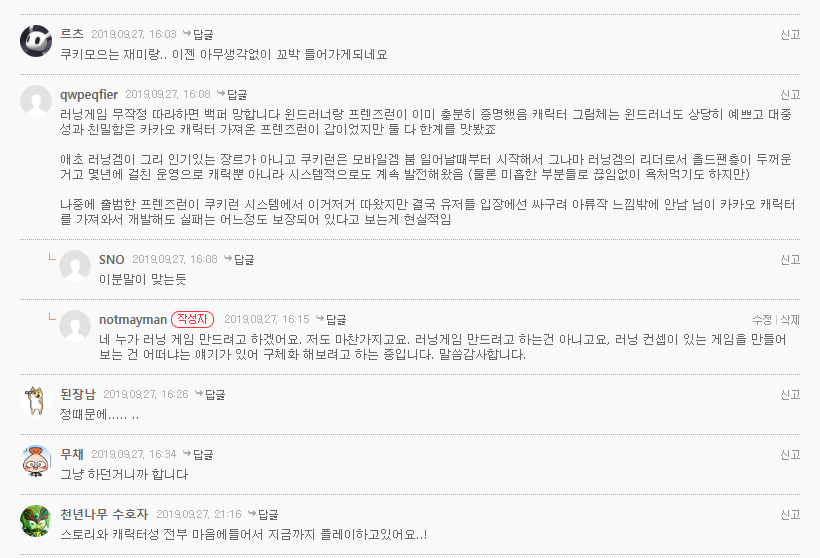 르츠 2019.09.27. 16:03 답글 신고
쿠키모으는 재미랑.. 이젠 아무생각없이 꼬박 들어가게되네요
qwpeqfier 2019.09.27. 16:08 답글 신고
러닝게임 무작정 따라하면 백퍼 망합니다 윈드러너랑 프렌즈런이 이미 충분히 증명했음 캐릭터 그림체는 윈드러너도 상당히 예쁘고 대중
성과 친밀함은 카카오 캐릭터 가져온 프렌즈런이 갑이었지만 둘 다 한계를 맛봤죠
애초 러닝겜이 그리 인기있는 장르가 아니고 쿠키런은 모바일겜 붐 일어날때부터 시작해서 그나마 러닝겜의 리더로서 올드팬층이 두꺼운
거고 몇년에 걸친 운영으로 캐릭뿐 아니라 시스템적으로도 계속 발전해왔음 (물론 미흡한 부분들로 끊임없이 욕쳐먹기도 하지만)
나중에 출범한 프렌즈런이 쿠키런 시스템에서 이거저거 따왔지만 결국 유저들 입장에선 싸구려 아류작 느낌밖에 안남 님이 카카오 캐릭터
를 가져와서 개발해도 실패는 어느정도 보장되어 있다고 보는게 현실적임
SNO 2019.09.27. 16:08 답글 신고
이분말이 맞는듯
notmayman 작성자 2019.09.27. 16:15 답글 수정 | 삭제
네 누가 러닝 게임 만드려고 하겠어요. 저도 마찬가지고요. 러닝게임 만드려고 하는건 아니고요, 러닝 컨셉이 있는 게임을 만들어
보는 건 어떠냐는 얘기가 있어 구체화 해보려고 하는 중입니다. 말씀감사합니다.
된장남 2019.09.27. 16:26 답글 신고
정때문에..... ..
무채 2019.09.27. 16:34 답글 신고
그냥 하던거니까 합니다
천년나무 수호자 2019.09.27. 21:16 답글 신고
스토리와 캐릭터성 전부 마음에들어서 지금까지 플레이하고있어요..!